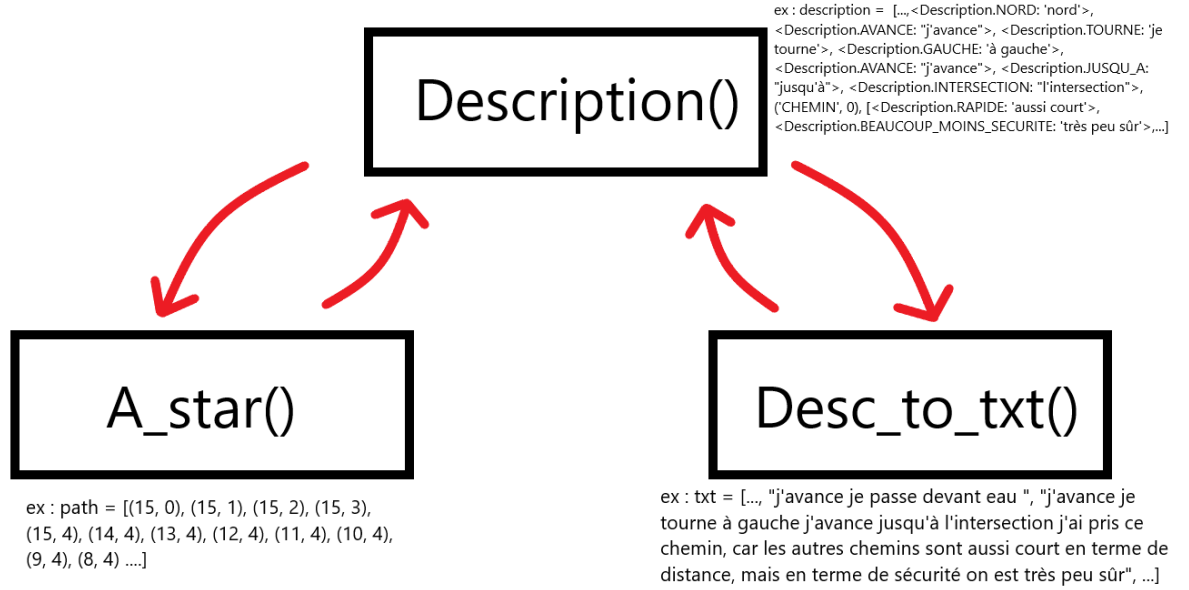 ex : description =  [...,<Description.NORD: 'nord'>,
<Description.AVANCE: "j'avance">, <Description.TOURNE: 'je
tourne'>, <Description.GAUCHE: 'à gauche'>,
<Description.AVANCE: "j'avance">, <Description.JUSQU_A:
"jusqu'à">, <Description.INTERSECTION: "l'intersection">,
('CHEMIN', 0), [<Description.RAPIDE: 'aussi court'>,
<Description.BEAUCOUP_MOINS_SECURITE: 'très peu sûr'>,...]
Description()
A_star()
ex : path = [(15, 0), (15, 1), (15, 2), (15, 3),
(15, 4), (14, 4), (13, 4), (12, 4), (11, 4), (10, 4),
(9, 4), (8, 4) ....]
Desc_to_txt()
ex : txt = [..., "j'avance je passe devant eau ", "j'avance je
tourne à gauche j'avance jusqu'à l'intersection j'ai pris ce
chemin, car les autres chemins sont aussi court en terme de
distance, mais en terme de sécurité on est très peu sûr", ...]